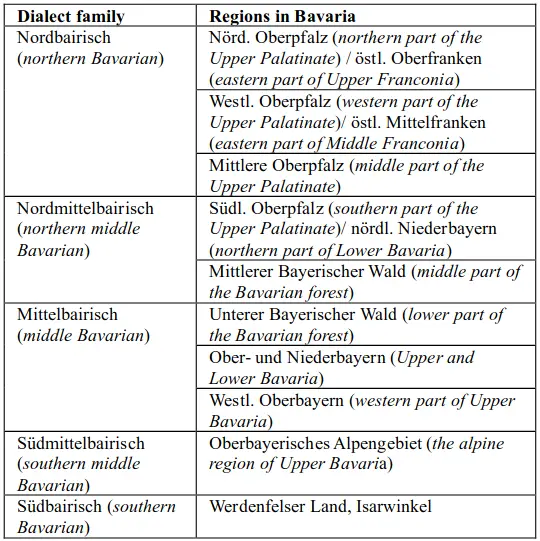 Dialect family Regions in Bavaria
Nordbairisch
(northern Bavarian)
Nörd. Oberpfalz (northern part of the
Upper Palatinate) / östl. Oberfranken
(eastern part of Upper Franconia)
Westl. Oberpfalz (western part of the
Upper Palatinate)/ östl. Mittelfranken
(eastern part of Middle Franconia)
Mittlere Oberpfalz (middle part of the
Upper Palatinate)
Nordmittelbairisch
(northern middle
Bavarian)
Südl. Oberpfalz (southern part of the
Upper Palatinate)/ nördl. Niederbayern
(northern part of Lower Bavaria)
Mittlerer Bayerischer Wald (middle part of
the Bavarian forest)
Mittelbairisch
(middle Bavarian)
Unterer Bayerischer Wald (lower part of
the Bavarian forest)
Ober- und Niederbayern (Upper and
Lower Bavaria)
Westl. Oberbayern (western part of Upper
Bavaria)
Südmittelbairisch
(southern middle
Bavarian)
Oberbayerisches Alpengebiet (the alpine
region of Upper Bavaria)
Südbairisch (southern
Bavarian)
Werdenfelser Land, Isarwinkel